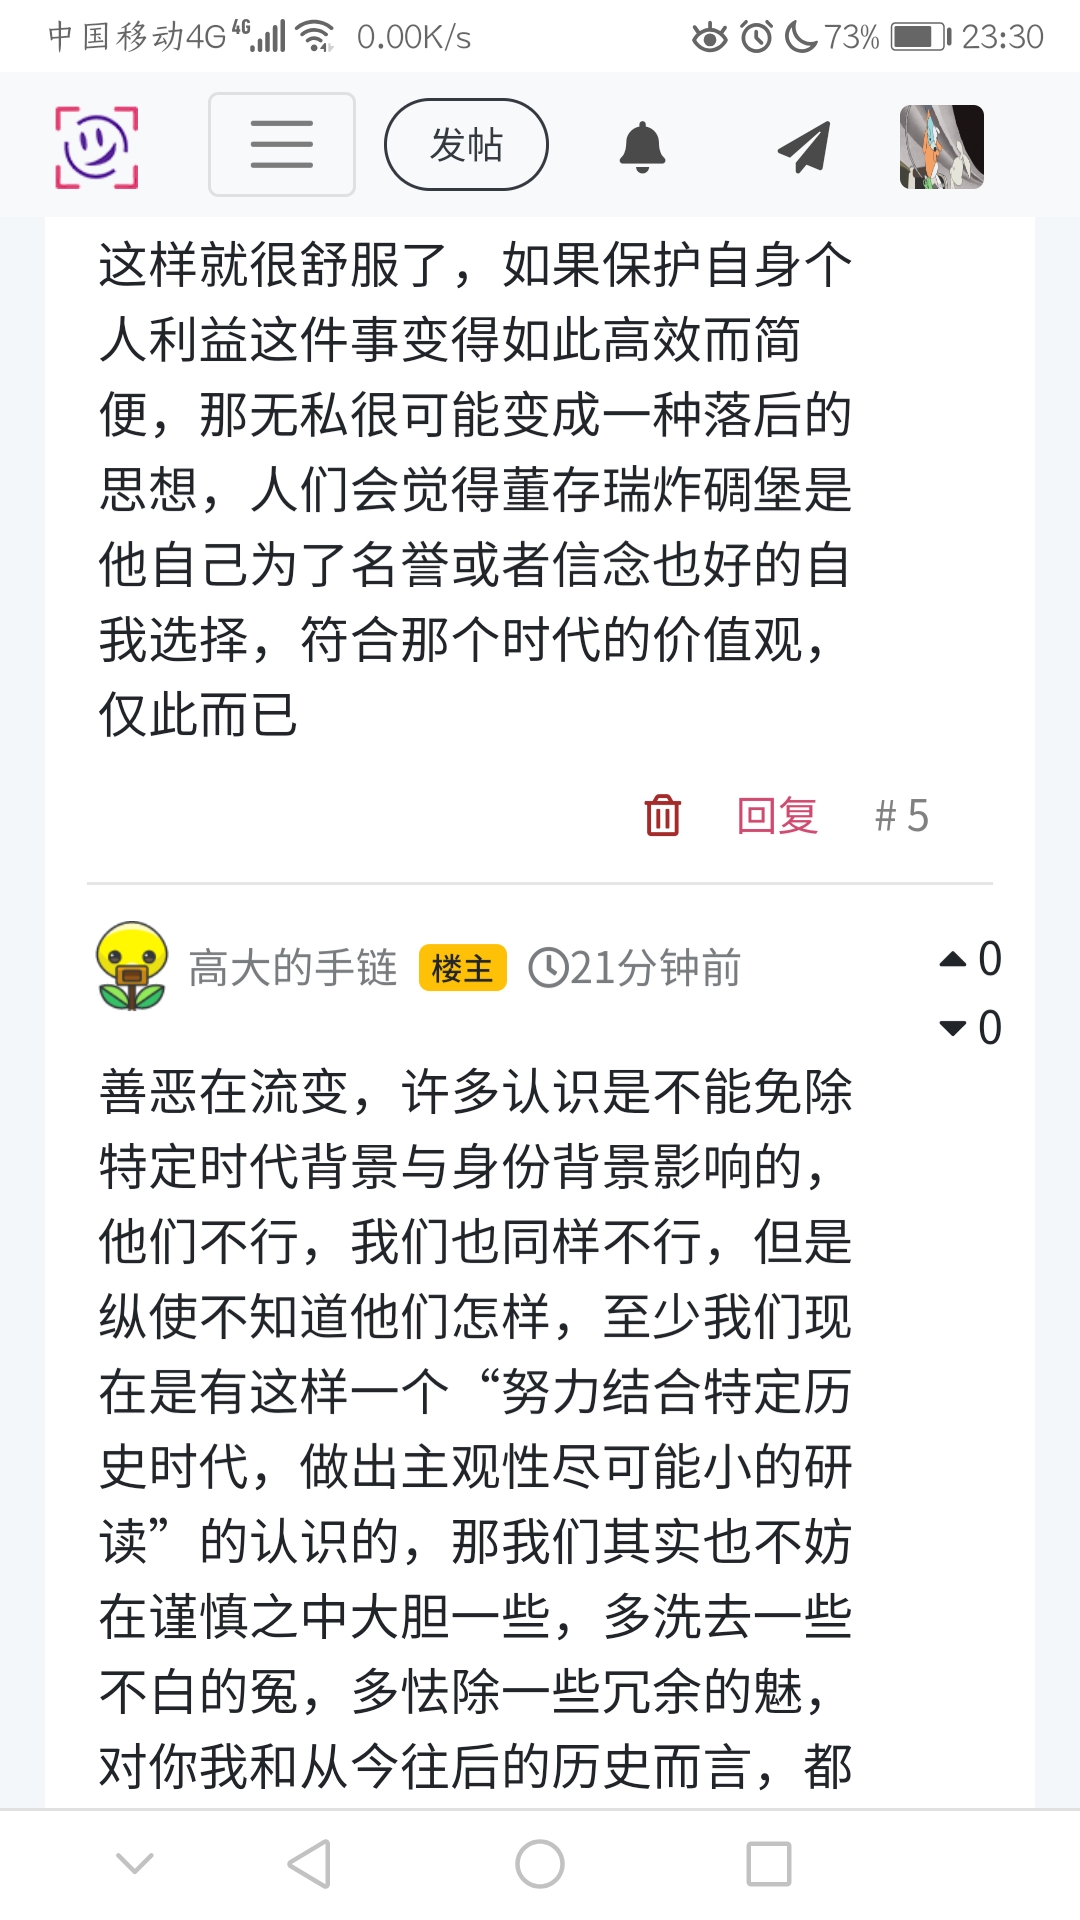 中国移动4G 4G 0.00K/s 73% 23:30
发帖
这样就很舒服了，如果保护自身个
人利益这件事变得如此高效而简
便，那无私很可能变成一种落后的
思想，人们会觉得董存瑞炸碉堡是
他自己为了名誉或者信念也好的自
我选择，符合那个时代的价值观，
仅此而已
回复 # 5
高大的手链 楼主 21分钟前 0
0
善恶在流变，许多认识是不能免除
特定时代背景与身份背景影响的，
他们不行，我们也同样不行，但是
纵使不知道他们怎样，至少我们现
在是有这样一个“努力结合特定历
史时代，做出主观性尽可能小的研
读”的认识的，那我们其实也不妨
在谨慎之中大胆一些，多洗去一些
不白的冤，多怯除一些冗余的魅，
对你我和从今往后的历史而言，都